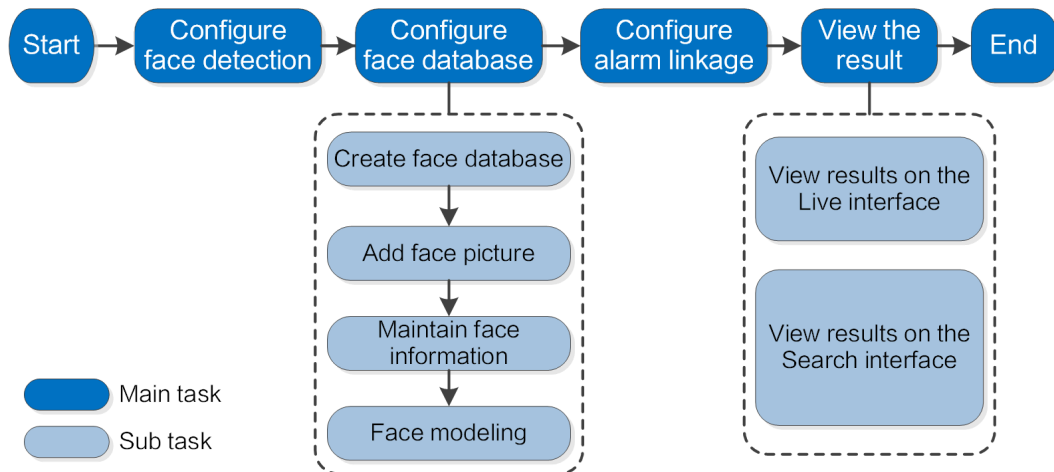 Start
Configure
face detection
Configure
face database
Configure
alarm linkage
View the
result
End
Create face database
Add face picture
Maintain face
information
Face modeling
View results on the
Live interface
View results on the
Search interface
Main task
Sub task